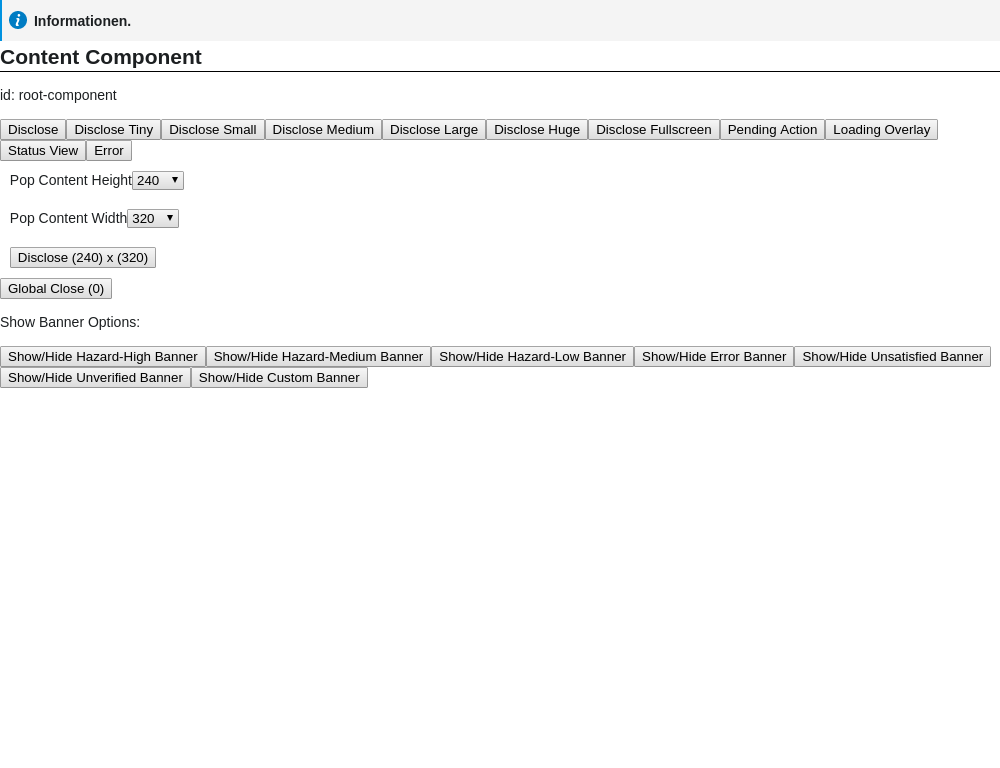 Informationen.
Content Component
id: root-component
Disclose Disclose Tiny Disclose Small Disclose Medium Disclose Large Disclose Huge Disclose Fullscreen Pending Action Loading Overlay
Status View Error
Pop Content Height 240
Pop Content Width 320
Disclose (240) x (320)
Global Close (0)
Show Banner Options:
Show/Hide Hazard-High Banner Show/Hide Hazard-Medium Banner Show/Hide Hazard-Low Banner Show/Hide Error Banner Show/Hide Unsatisfied Banner
Show/Hide Unverified Banner Show/Hide Custom Banner